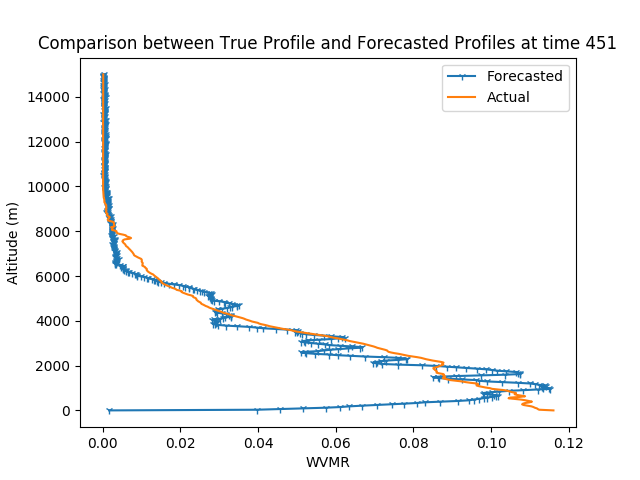 Comparison between True Profile and Forecasted Profiles at time 451
Forecasted
Actual
14000
12000
10000
8000
6000
4000
2000
0
Altitude (m)
0.00 0.02 0.04 0.06 0.08 0.10 0.12
WVMR